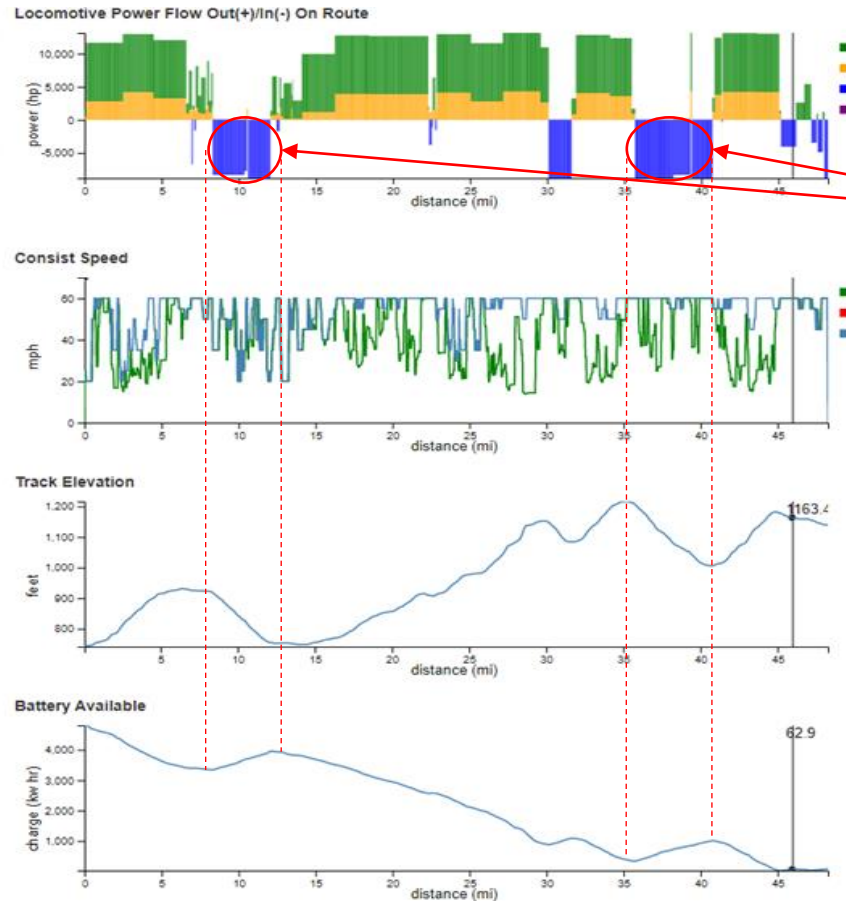 Locomotive Power Flow Out(+)/In(-) On Route
power (hp)
10,000
5,000
0
-5,000
0 5 10 15 20 25 30 35 40 45
distance (mi)
Consist Speed
mph
60
40
20
0
0 5 10 15 20 25 30 35 40 45
distance (mi)
Track Elevation
feet
1,200
1,100
1,000
900
800
1163.4
5 10 15 20 25 30 35 40 45
distance (mi)
Battery Available
charge (kw hr)
4,000
3,000
2,000
1,000
62.9
0 5 10 15 20 25 30 35 40 45
distance (mi)